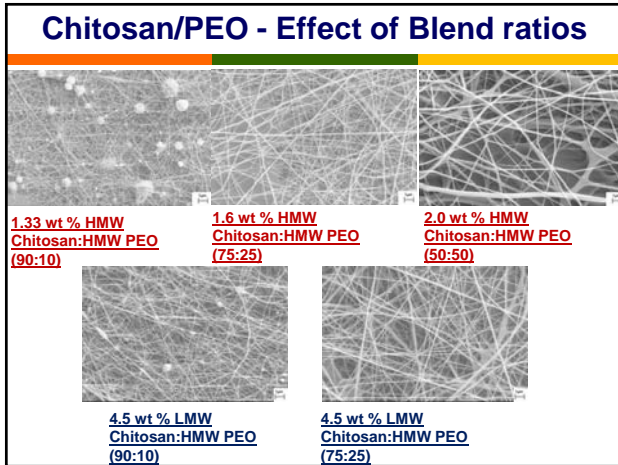 Chitosan/PEO - Effect of Blend ratios
1.33 wt % HMW
Chitosan:HMW PEO
(90:10)
1.6 wt % HMW
Chitosan:HMW PEO
(75:25)
2.0 wt % HMW
Chitosan:HMW PEO
(50:50)
4.5 wt % LMW
Chitosan:HMW PEO
(90:10)
4.5 wt % LMW
Chitosan:HMW PEO
(75:25)